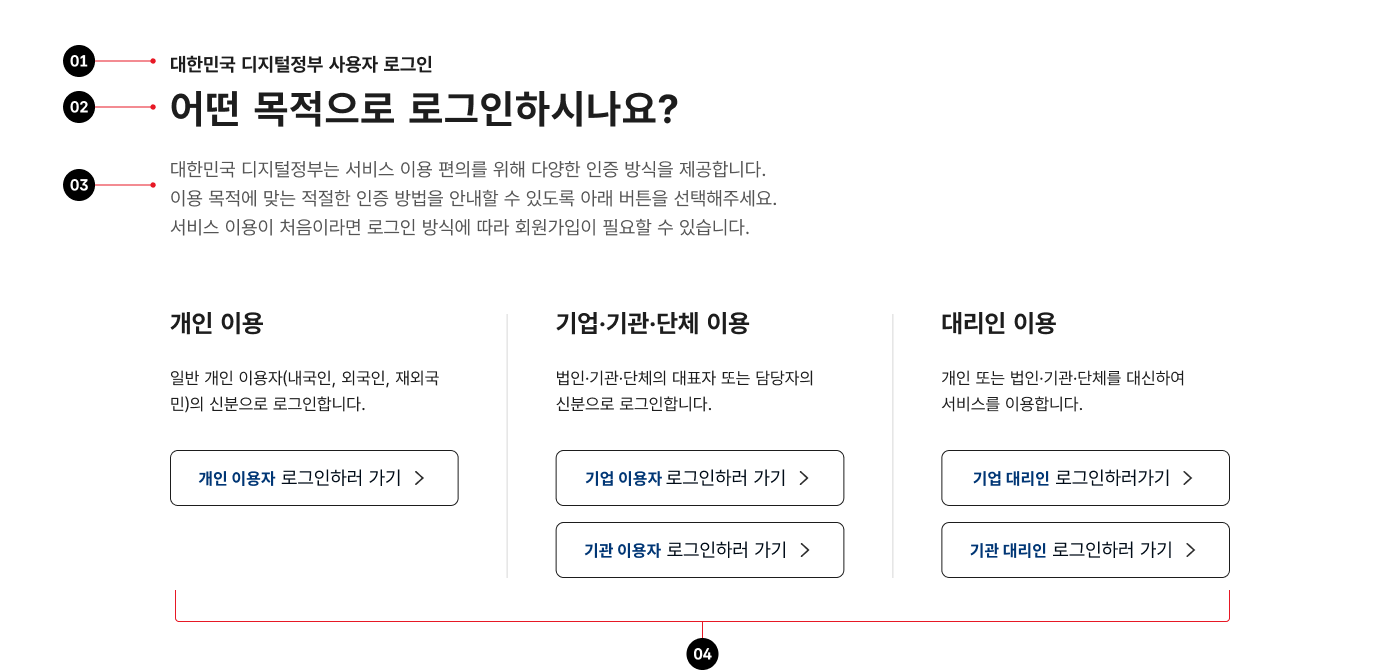 01
대한민국 디지털정부 사용자 로그인
02
어떤 목적으로 로그인하시나요?
03
대한민국 디지털정부는 서비스 이용 편의를 위해 다양한 인증 방식을 제공합니다.
이용 목적에 맞는 적절한 인증 방법을 안내할 수 있도록 아래 버튼을 선택해주세요.
서비스 이용이 처음이라면 로그인 방식에 따라 회원가입이 필요할 수 있습니다.
개인 이용
일반 개인 이용자(내국인, 외국인, 재외국
민)의 신분으로 로그인합니다.
개인 이용자 로그인하러 가기
기업·기관·단체 이용
법인·기관·단체의 대표자 또는 담당자의
신분으로 로그인합니다.
기업 이용자 로그인하러 가기
기관 이용자 로그인하러 가기
대리인 이용
개인 또는 법인·기관·단체를 대신하여
서비스를 이용합니다.
기업 대리인 로그인하러가기
기관 대리인 로그인하러 가기
04